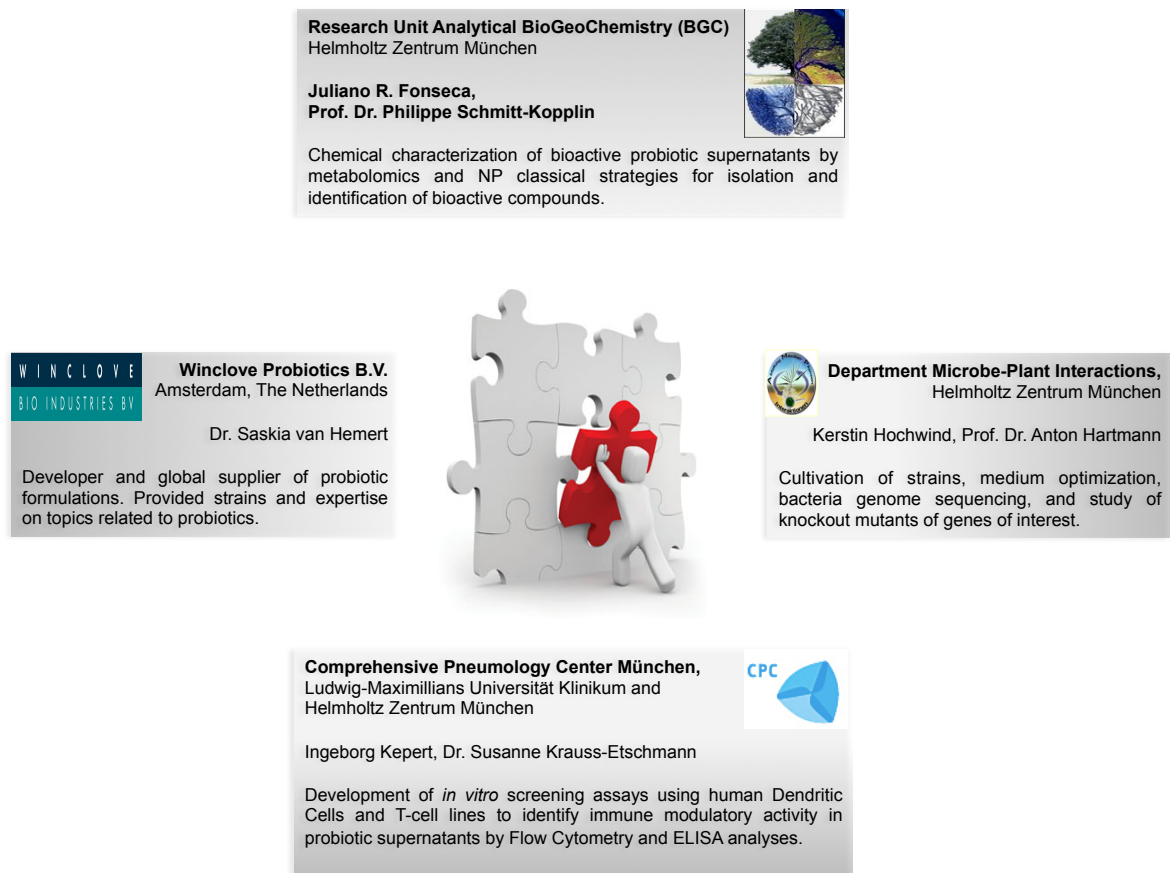 Research Unit Analytical BioGeoChemistry (BGC)
Helmholtz Zentrum München
Juliano R. Fonseca,
Prof. Dr. Philippe Schmitt-Kopplin
Chemical characterization of bioactive probiotic supernatants by
metabolomics and NP classical strategies for isolation and
identification of bioactive compounds.
WINCLOVE
BIO INDUSTRIES BV
Winclove Probiotics B.V.
Amsterdam, The Netherlands
Dr. Saskia van Hemert
Developer and global supplier of probiotic
formulations. Provided strains and expertise
on topics related to probiotics.
Department Microbe-Plant Interactions,
Helmholtz Zentrum München
Kerstin Hochwind, Prof. Dr. Anton Hartmann
Cultivation of strains, medium optimization,
bacteria genome sequencing, and study of
knockout mutants of genes of interest.
Comprehensive Pneumology Center München,
Ludwig-Maximillians Universität Klinikum and
Helmholtz Zentrum München
CPC
Ingeborg Kepert, Dr. Susanne Krauss-Etschmann
Development of in vitro screening assays using human Dendritic
Cells and T-cell lines to identify immune modulatory activity in
probiotic supernatants by Flow Cytometry and ELISA analyses.